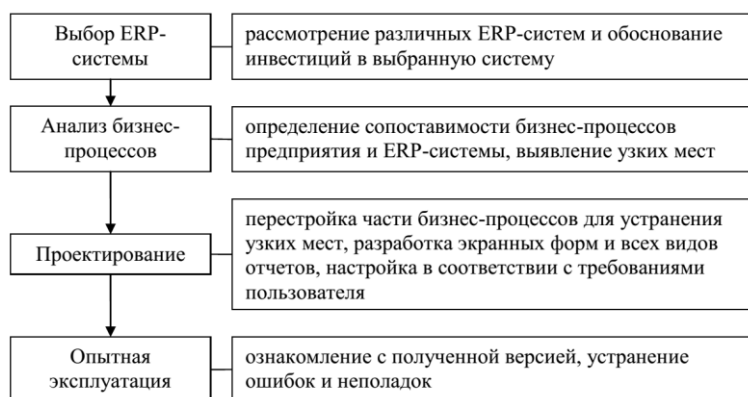 Выбор ERP-
системы
рассмотрение различных ERP-систем и обоснование
инвестиций в выбранную систему
Анализ бизнес-
процессов
определение сопоставимости бизнес-процессов
предприятия и ERP-системы, выявление узких мест
Проектирование
перестройка части бизнес-процессов для устранения
узких мест, разработка экранных форм и всех видов
отчетов, настройка в соответствии с требованиями
пользователя
Опытная
эксплуатация
ознакомление с полученной версией, устранение
ошибок и неполадок